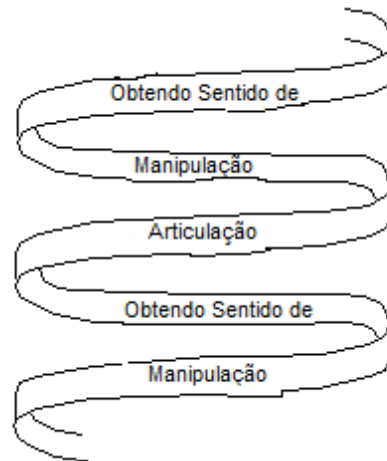 Obtendo Sentido de
Manipulação
Articulação
Obtendo Sentido de
Manipulação